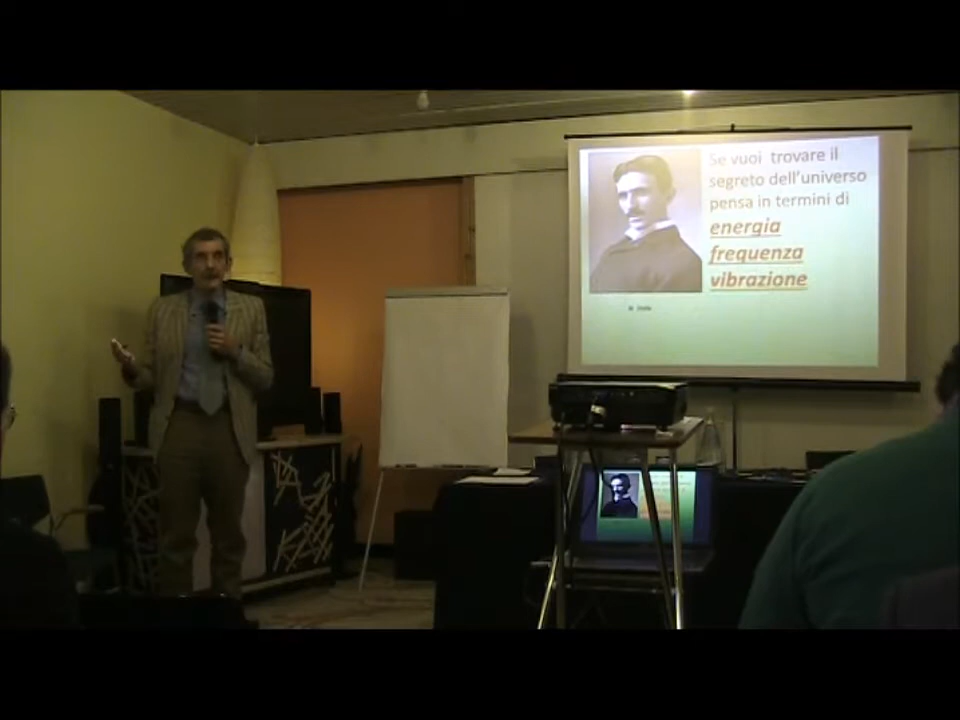 Se vuoi trovare il
segreto dell'universo
pensa in termini di
energia
frequenza
vibrazione